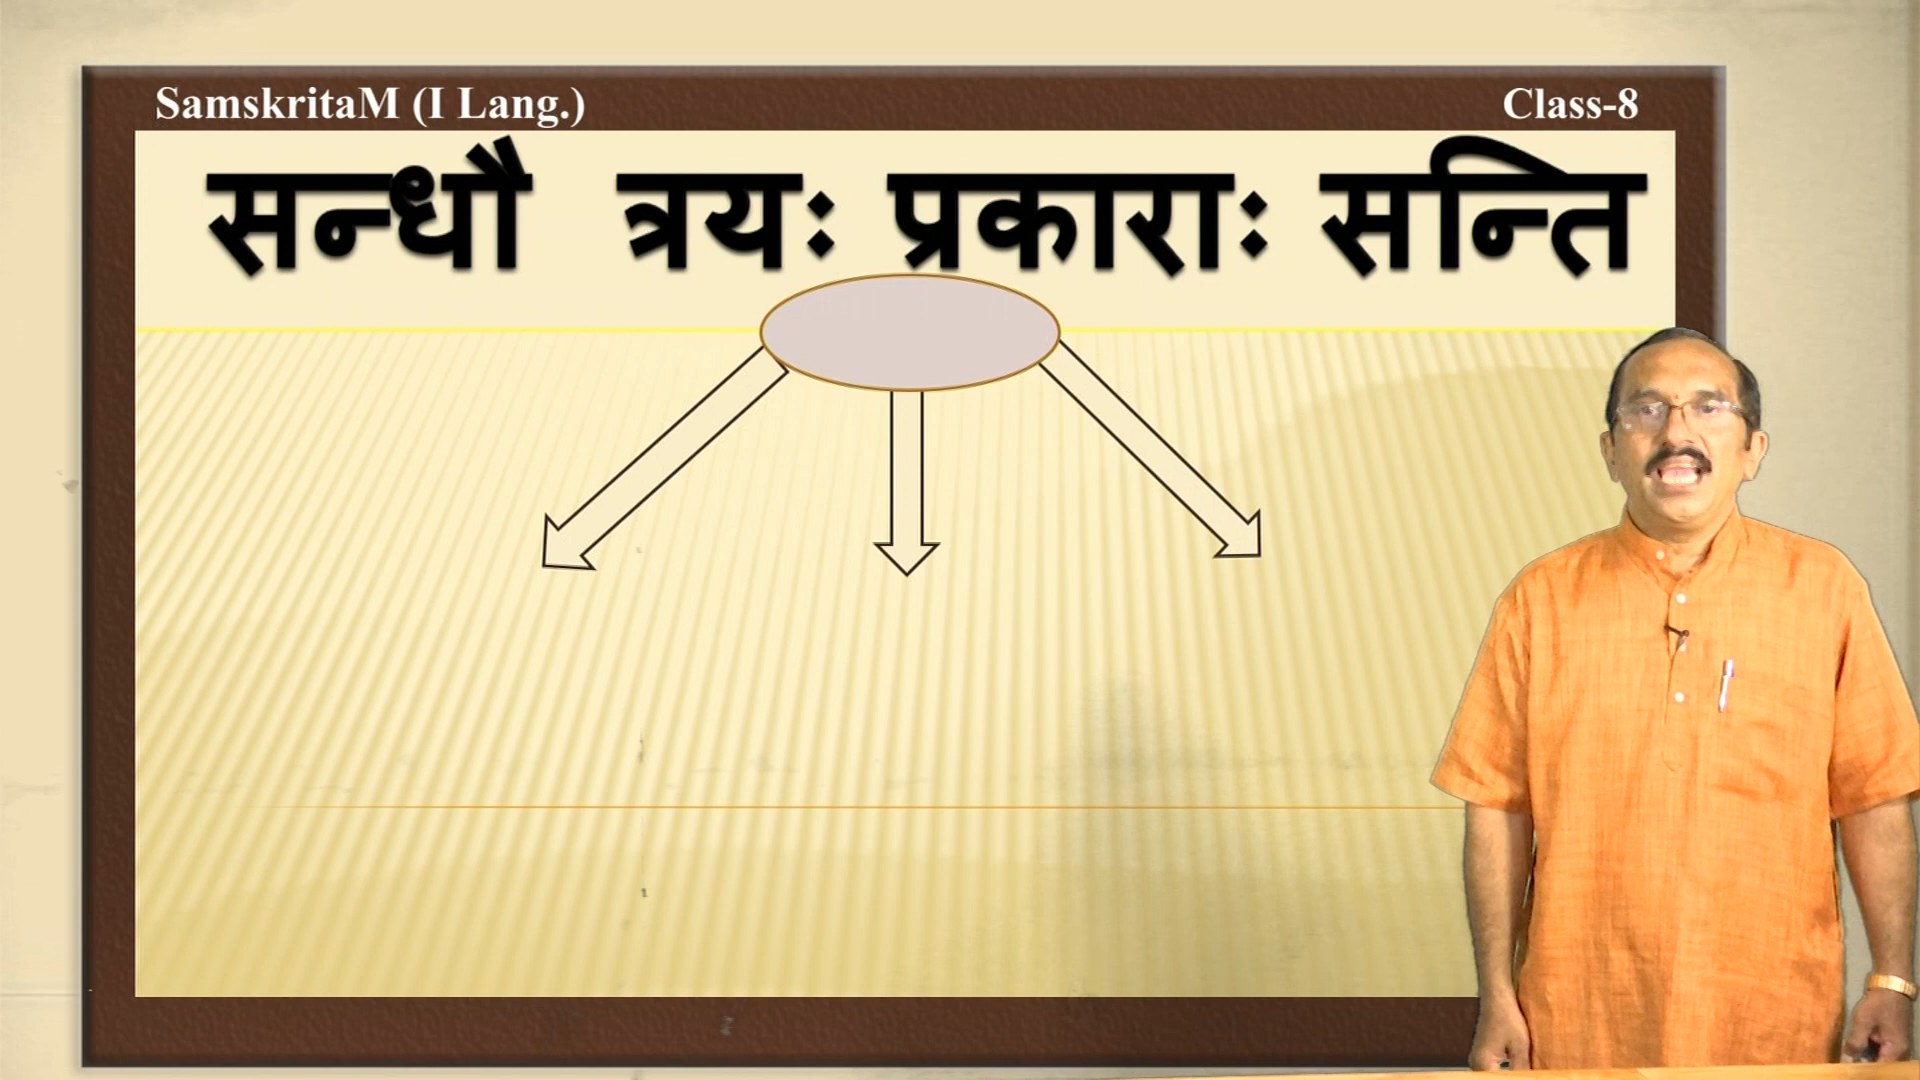 SamskritaM (I Lang.)
Class-8
सन्धौ त्रयः प्रकाराः सन्ति